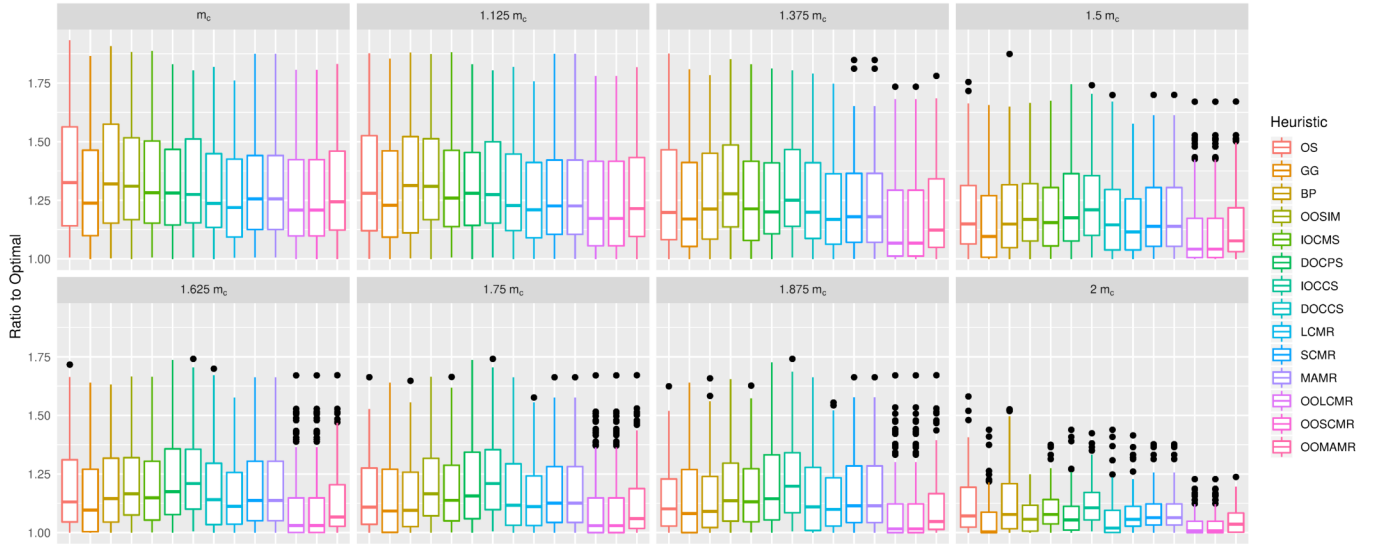 m_c
1.125 m_c
1.375 m_c
1.5 m_c
1.75
1.50
1.25
1.00
Ratio to Optimal
1.625 m_c
1.75 m_c
1.875 m_c
2 m_c
1.75
1.50
1.25
1.00
Heuristic
OS
GG
BP
OOSIM
IOCMS
DOCPS
IOCCS
DOCCS
LCMR
SCMR
MAMR
OOLCMR
OOSCMR
OOMAMR